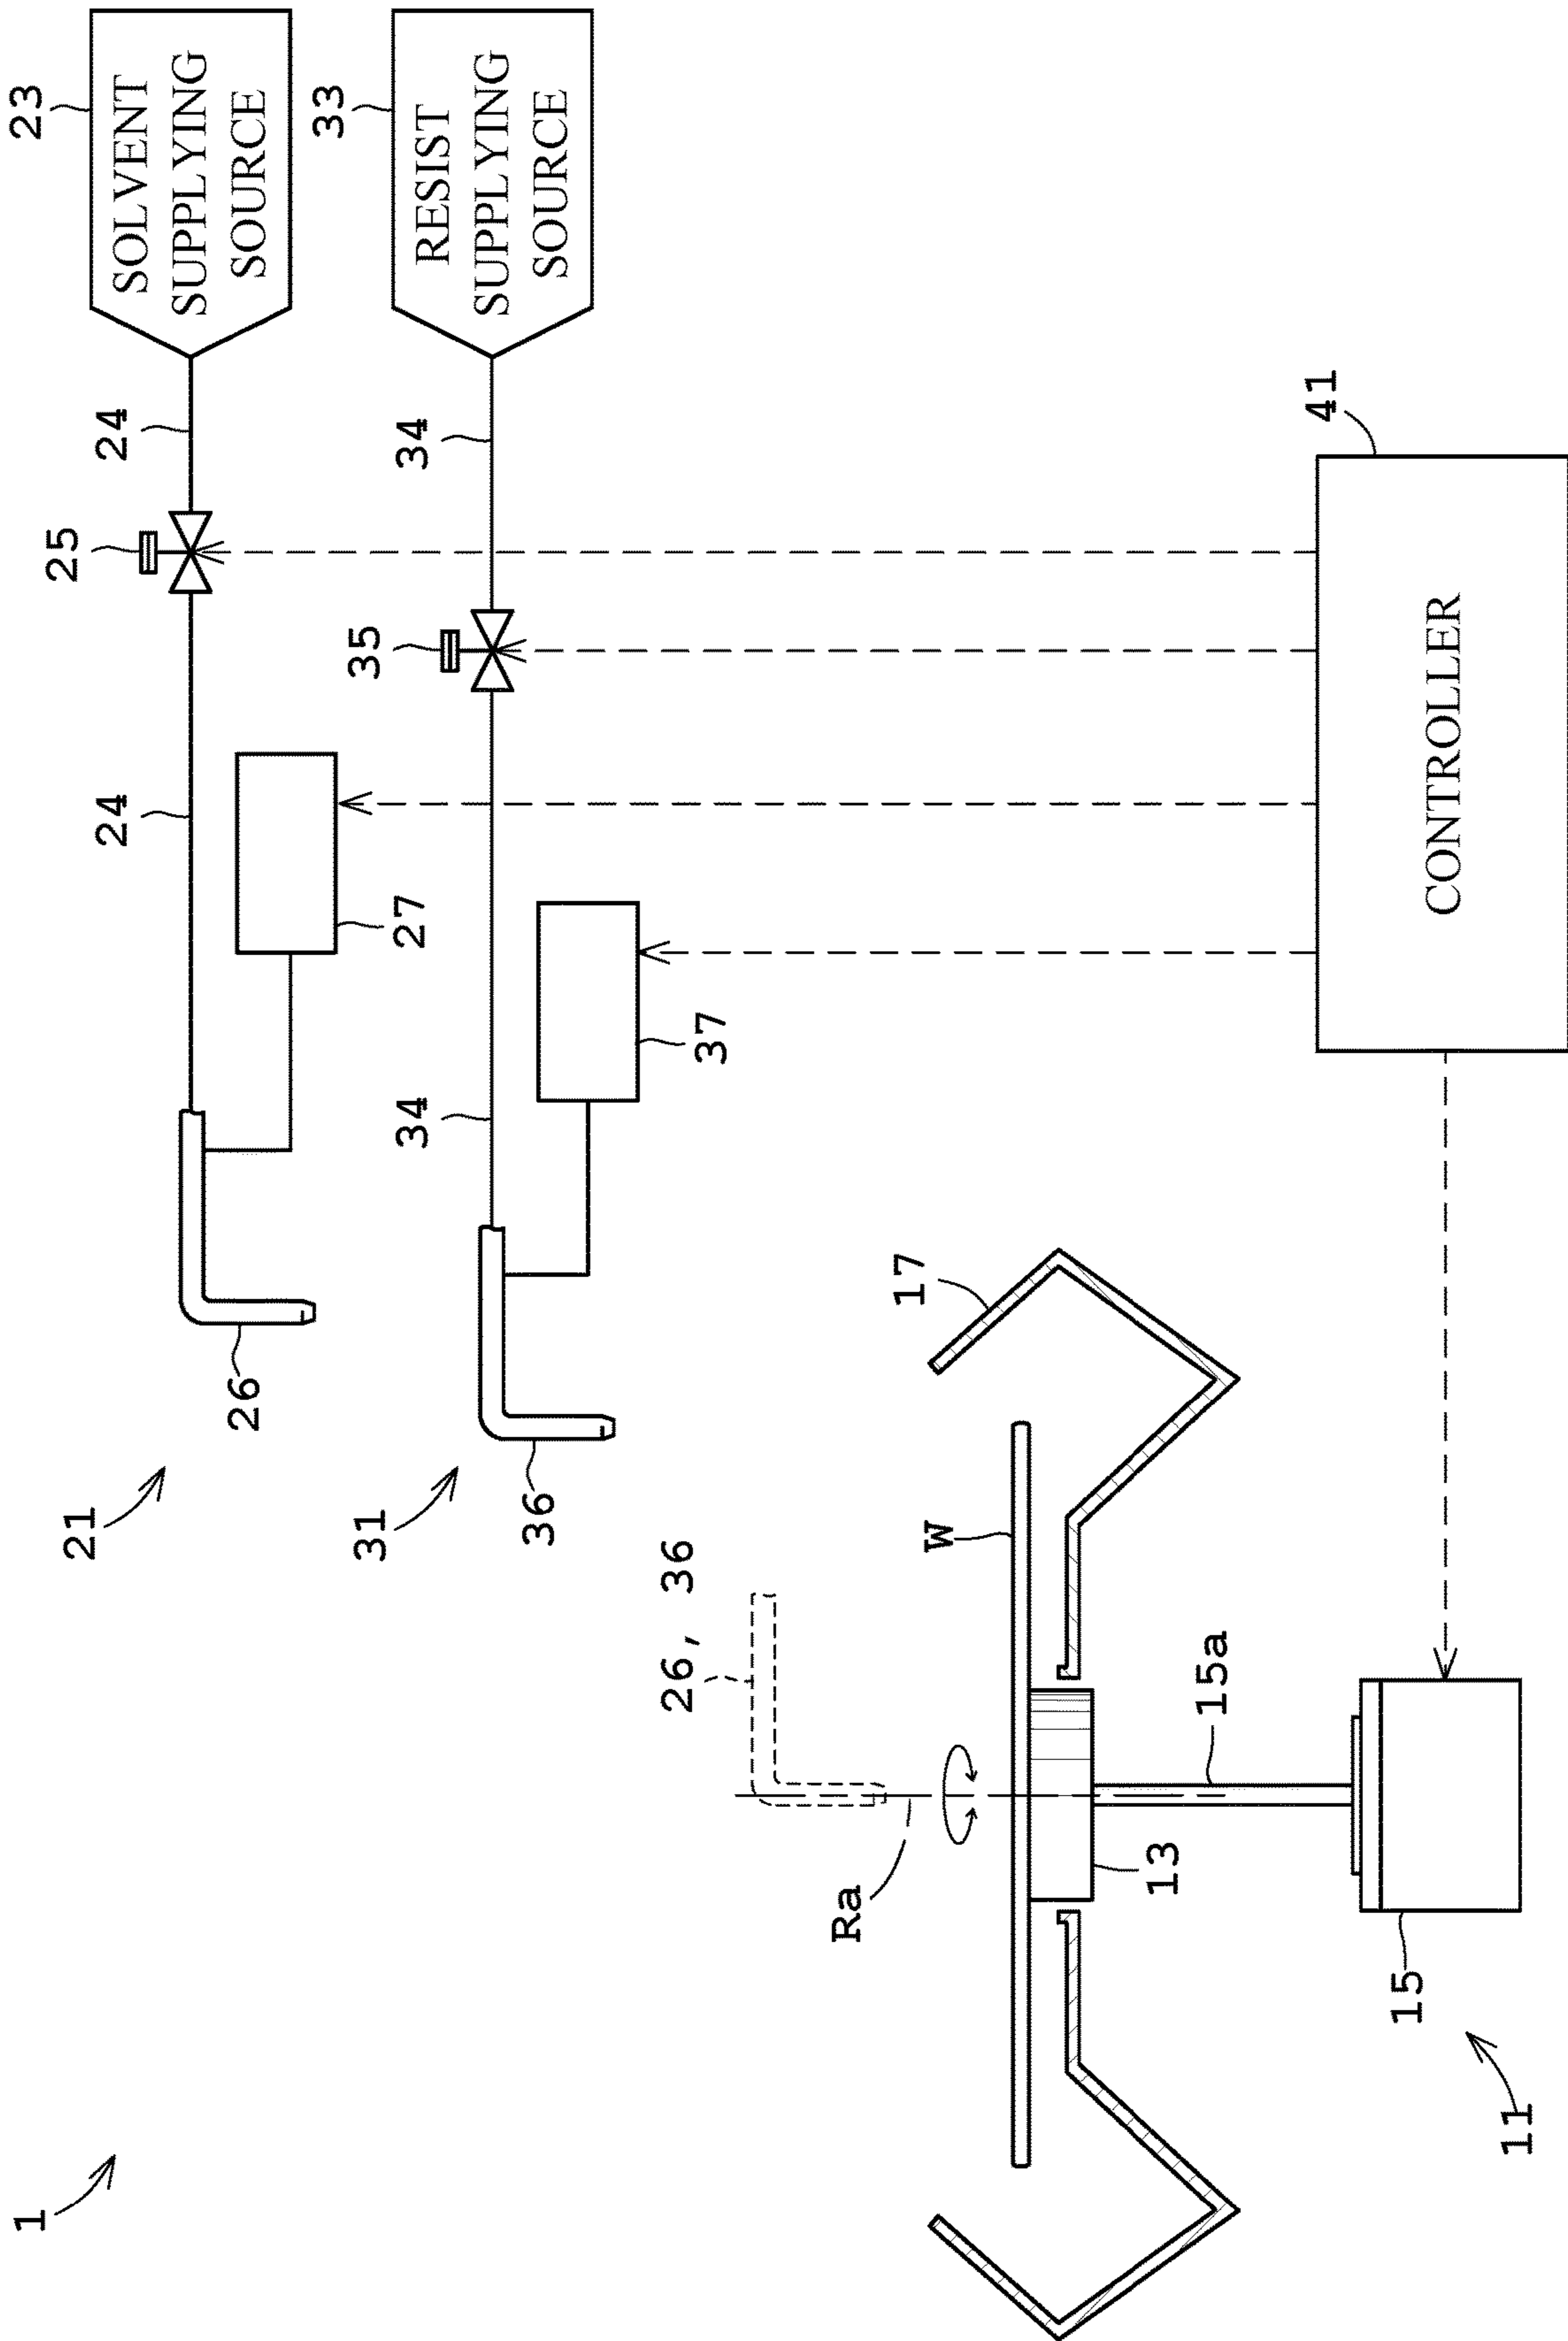 1
21
26
24
27
25
24
23
SOLVENT
SUPPLYING
SOURCE
31
36
34
37
35
34
33
RESIST
SUPPLYING
SOURCE
26, 36
Ra
W
17
13
15a
15
11
41
CONTROLLER